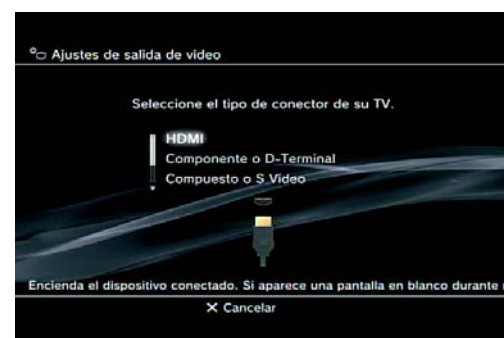 Ajustes de salida de video
Seleccione el tipo de conector de su TV.
HDMI
Componente o D-Terminal
Compuesto o S Video
Encienda el dispositivo conectado. Si aparece una pantalla en blanco durante
Cancelar